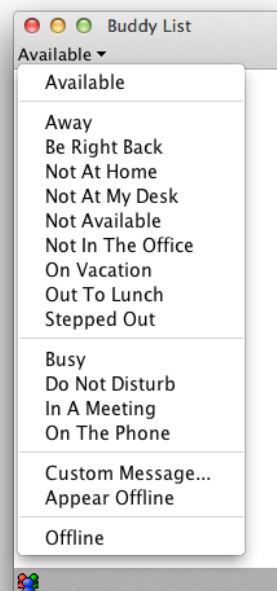 Buddy List
Available
Available
Away
Be Right Back
Not At Home
Not At My Desk
Not Available
Not In The Office
On Vacation
Out To Lunch
Stepped Out
Busy
Do Not Disturb
In A Meeting
On The Phone
Custom Message...
Appear Offline
Offline